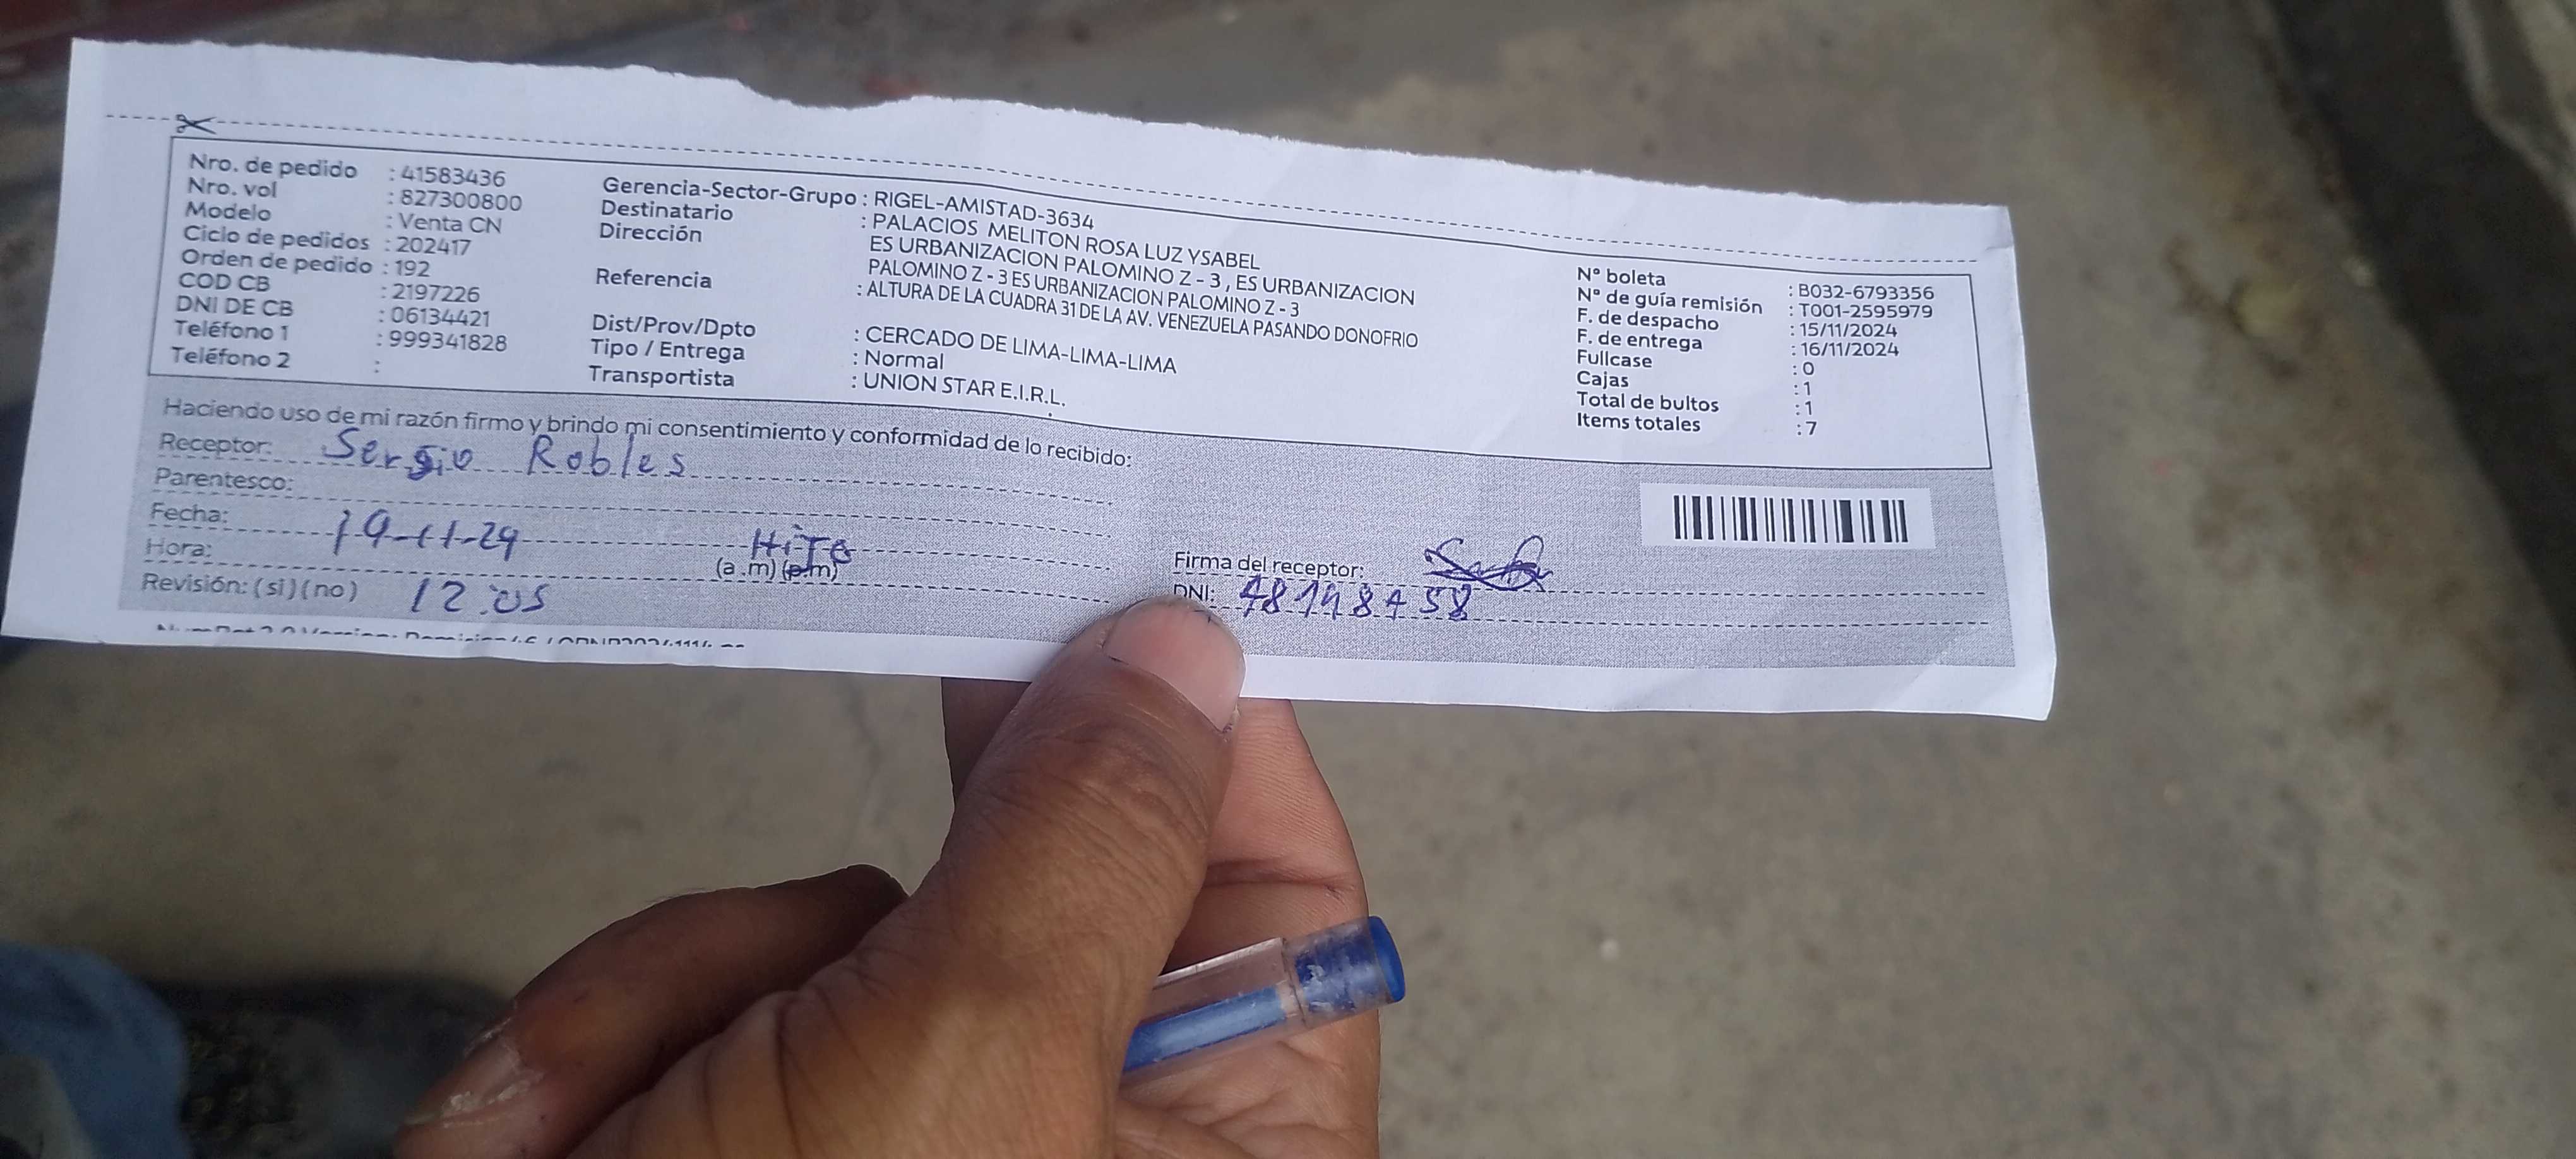 Nro. de pedido : 41583436
Nro. vol : 827300800
Modelo : Venta CN
Ciclo de pedidos : 202417
Orden de pedido : 192
COD CB : 2197226
DNI DE CB : 06134421
Teléfono 1 : 999341828
Teléfono 2 :
Gerencia-Sector-Grupo : RIGEL-AMISTAD-3634
Destinatario : PALACIOS MELITON ROSA LUZ YSABEL
Dirección ES URBANIZACION PALOMINO Z - 3 , ES URBANIZACION
PALOMINO Z - 3 ES URBANIZACION PALOMINO Z - 3
Referencia : ALTURA DE LA CUADRA 31 DE LA AV. VENEZUELA PASANDO DONOFRIO
Dist/Prov/Dpto : CERCADO DE LIMA-LIMA-LIMA
Tipo / Entrega : Normal
Transportista : UNION STAR E.I.R.L.
N° boleta : B032-6793356
N° de guía remisión : T001-2595979
F. de despacho : 15/11/2024
F. de entrega : 16/11/2024
Fullcase : 0
Cajas : 1
Total de bultos : 1
Items totales : 7
Haciendo uso de mi razón firmo y brindo mi consentimiento y conformidad de lo recibido:
Receptor: Sergio Robles
Parentesco:
Fecha: 19-11-24
Hora: (a.m) (p.m)
Revisión: (si) (no) 12:05
Firma del receptor:
DNI: